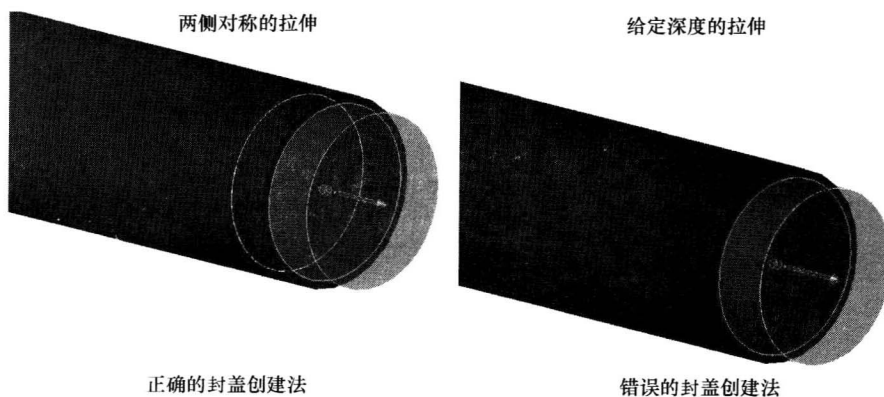 两侧对称的拉伸
给定深度的拉伸
正确的封盖创建法
错误的封盖创建法